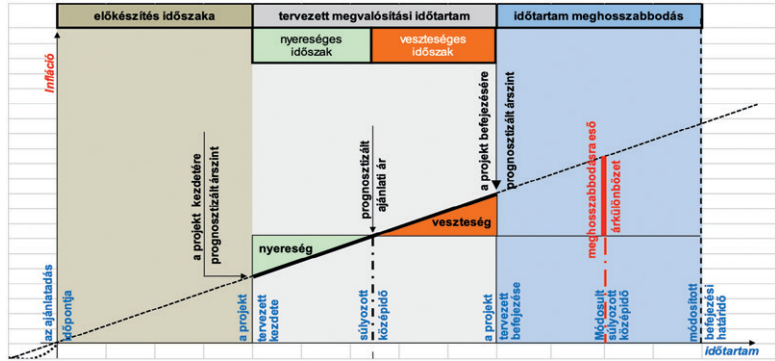 előkészítés időszaka
tervezett megvalósítási időtartam
időtartam meghosszabbodás
nyereséges
időszak
veszteséges
időszak
Infláció
a projekt kezdetére
prognosztizált árszint
prognosztizált
ajánlati ár
a projekt befejezésére
prognosztizált árszint
meghosszabbodásra eső
árkülönbözet
nyereség
veszteség
az ajánlatadás
időpontja
a projekt
tervezett
kezdete
súlyozott
középidő
a projekt
tervezett
befejezése
Módosult
súlyozott
középidő
módosított
befejezési
határidő
időtartam